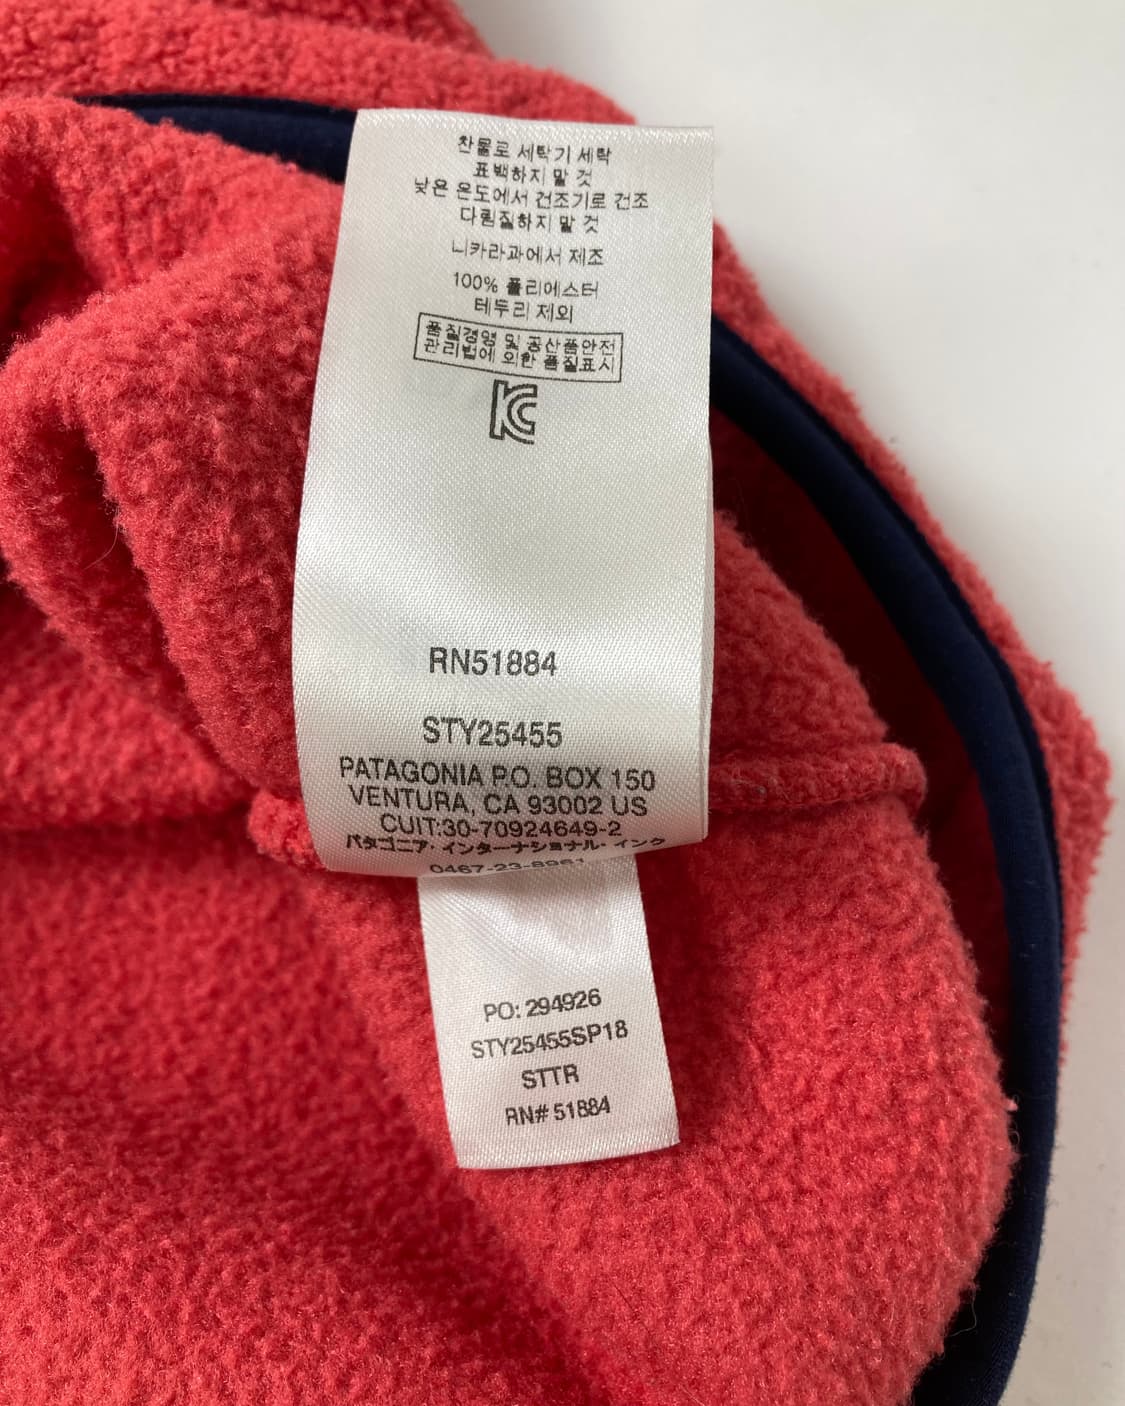 찬물로 세탁기 세탁
표백하지 말 것
낮은 온도에서 건조기로 건조
다림질하지 말 것
니카라과에서 제조
100% 폴리에스터
테두리 제외
품질경영 및 공산품안전
관리법에 의한 품질표시
KC
RN51884
STY25455
PATAGONIA P.O. BOX 150
VENTURA, CA 93002 US
CUIT:30-70924649-2
パタゴニア・インターナショナル・インク
0467-23-8961
PO: 294926
STY25455SP18
STTR
RN# 51884